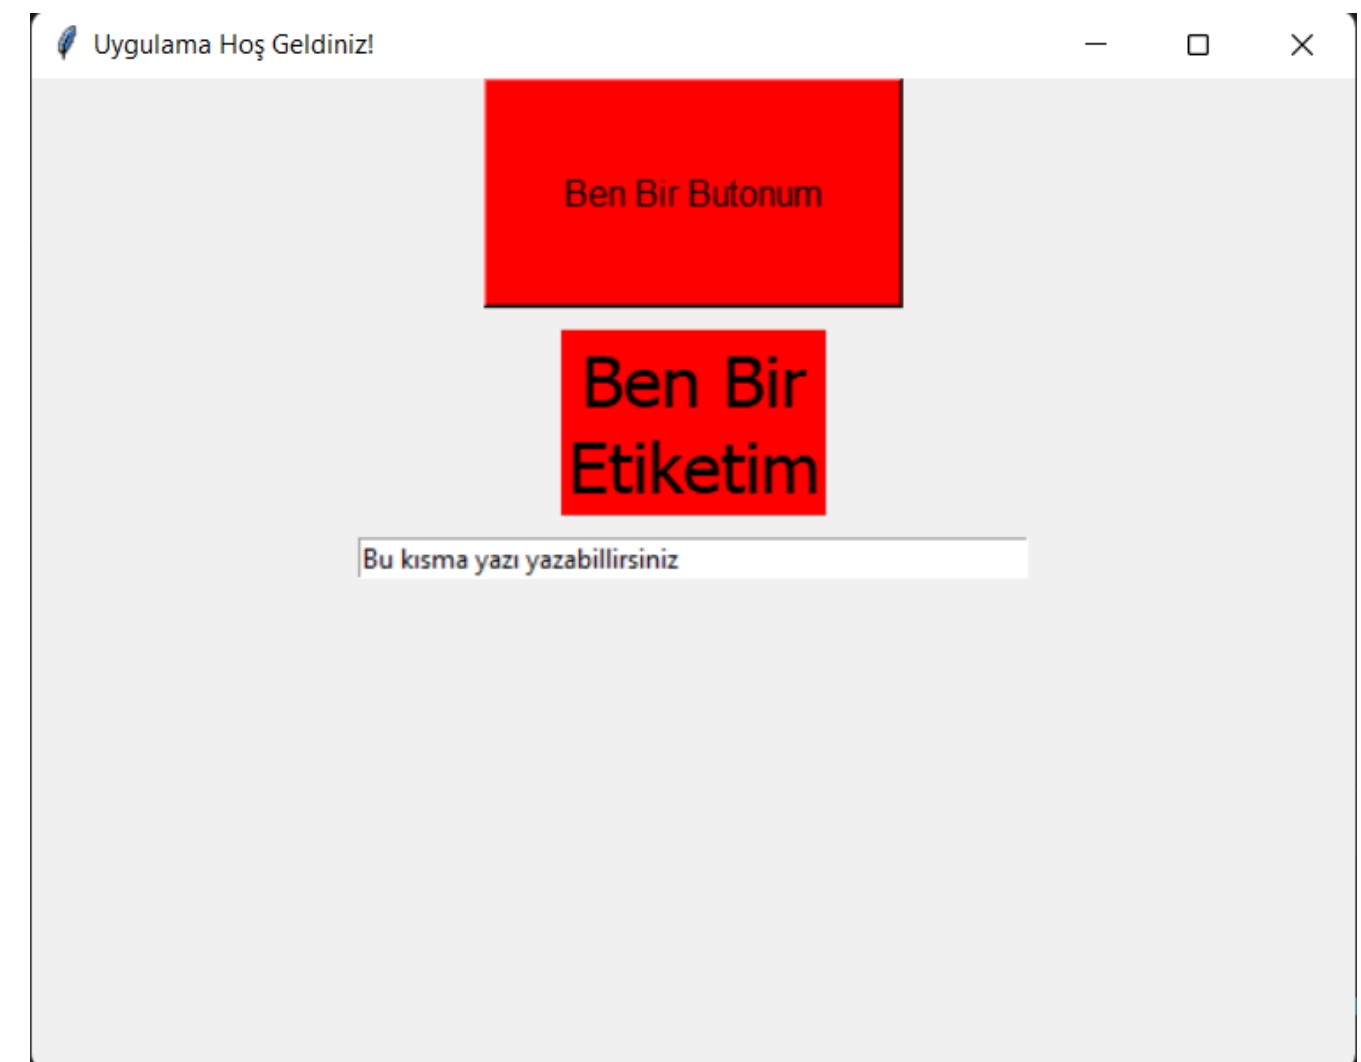 Uygulama Hoş Geldiniz!
Ben Bir Butonum
Ben Bir
Etiketim
Bu kısma yazı yazabillirsiniz